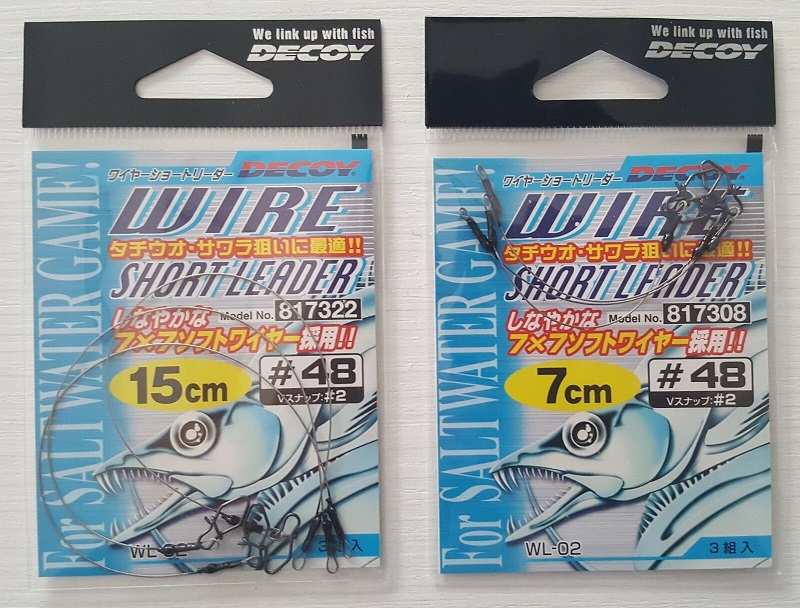 We link up with fish
DECOY
For SALTWATER GAME!
ワイヤーショートリーダー DECOY
WIRE
タチウオ・サワラ狙いに最適!!
SHORT LEADER
Model No. 817322
しなやかな
7×7ソフトワイヤー採用!!
15cm
#48
Vスナップ:#2
WL-02
3組入
We link up with fish
DECOY
For SALTWATER GAME!
ワイヤーショートリーダー DECOY
WIRE
タチウオ・サワラ狙いに最適!!
SHORT LEADER
Model No. 817308
しなやかな
7×7ソフトワイヤー採用!!
7cm
#48
Vスナップ:#2
WL-02
3組入